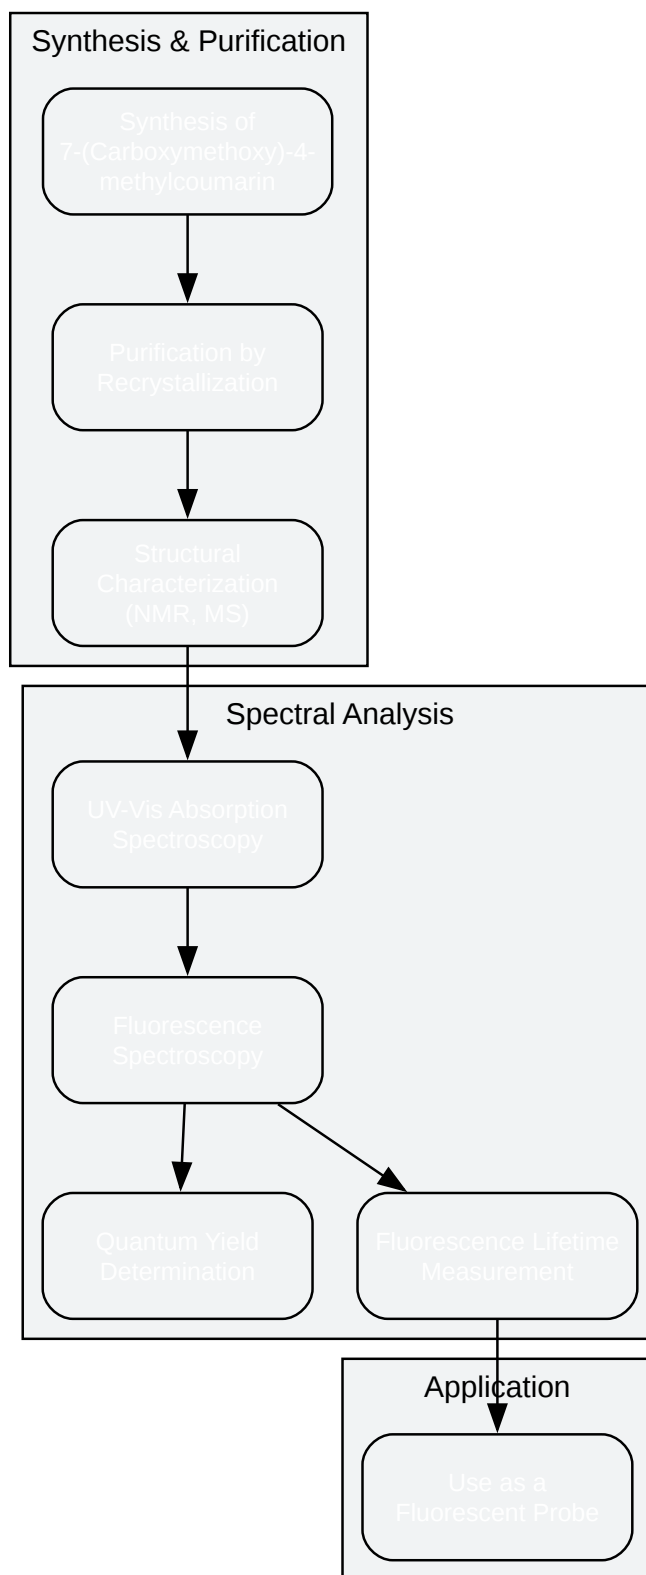 Synthesis & Purification
Synthesis of
7-(Carboxymethoxy)-4-
methylcoumarin
Purification by
Recrystallization
Structural
Characterization
(NMR, MS)
Spectral Analysis
UV-Vis Absorption
Spectroscopy
Fluorescence
Spectroscopy
Quantum Yield
Determination
Fluorescence Lifetime
Measurement
Application
Use as a
Fluorescent Probe